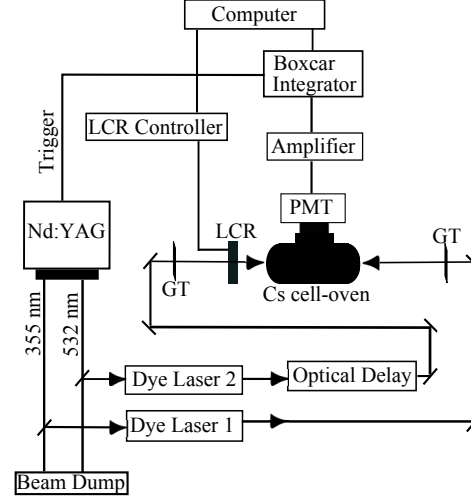 Computer
Boxcar
Integrator
LCR Controller
Trigger
Amplifier
Nd:YAG
PMT
LCR
GT
GT
Cs cell-oven
355 nm
532 nm
Dye Laser 2
Optical Delay
Dye Laser 1
Beam Dump